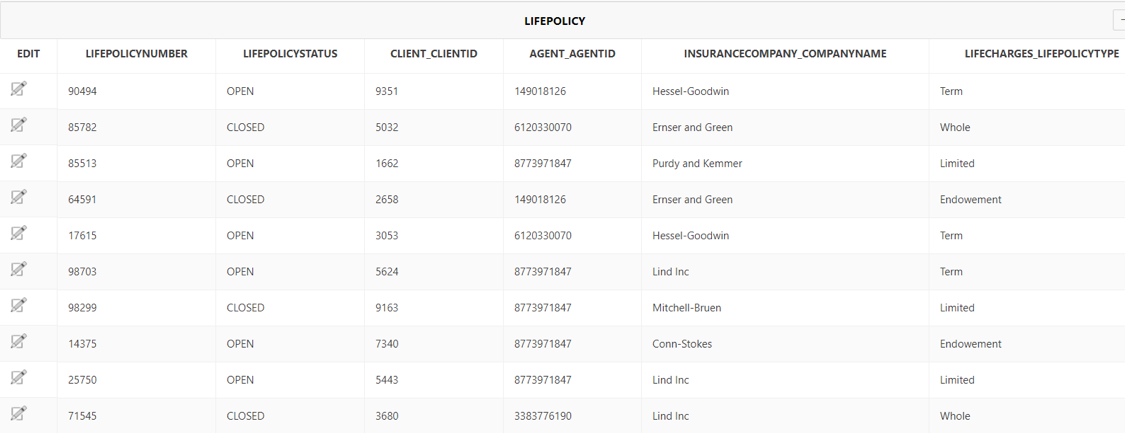 LIFEPOLICY
EDIT LIFEPOLICYNUMBER LIFEPOLICYSTATUS CLIENT_CLIENTID AGENT_AGENTID INSURANCECOMPANY_COMPANYNAME LIFECHARGES_LIFEPOLICYTYPE
90494 OPEN 9351 149018126 Hessel-Goodwin Term
85782 CLOSED 5032 6120330070 Ernser and Green Whole
85513 OPEN 1662 8773971847 Purdy and Kemmer Limited
64591 CLOSED 2658 149018126 Ernser and Green Endowement
17615 OPEN 3053 6120330070 Hessel-Goodwin Term
98703 OPEN 5624 8773971847 Lind Inc Term
98299 CLOSED 9163 8773971847 Mitchell-Bruen Limited
14375 OPEN 7340 8773971847 Conn-Stokes Endowement
25750 OPEN 5443 8773971847 Lind Inc Limited
71545 CLOSED 3680 3383776190 Lind Inc Whole